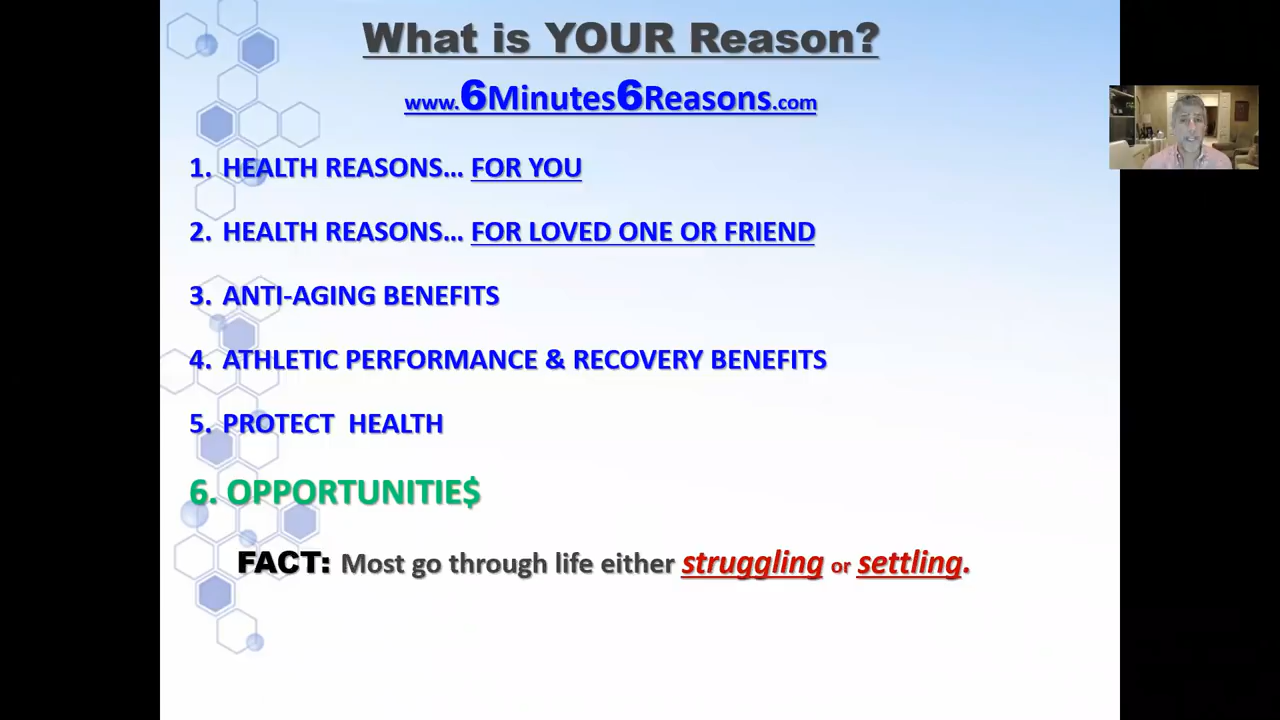 What is YOUR Reason?
www.6Minutes6Reasons.com
1. HEALTH REASONS... FOR YOU
2. HEALTH REASONS... FOR LOVED ONE OR FRIEND
3. ANTI-AGING BENEFITS
4. ATHLETIC PERFORMANCE & RECOVERY BENEFITS
5. PROTECT HEALTH
6. OPPORTUNITIE$
FACT: Most go through life either struggling or settling.